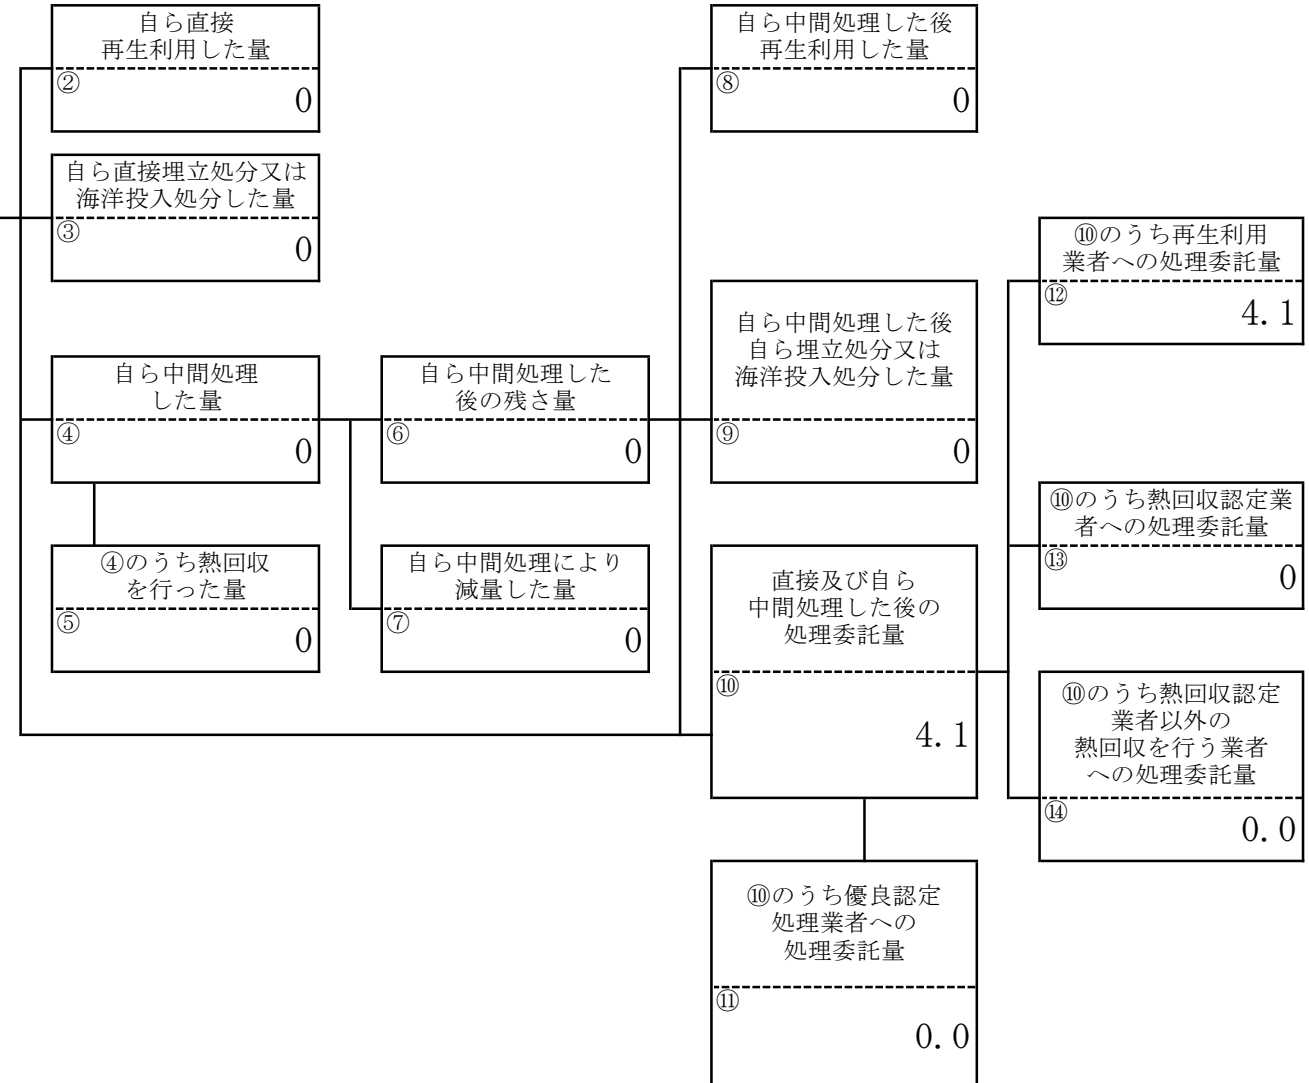 自ら直接
再生利用した量
②
0
自ら直接埋立処分又は
海洋投入処分した量
③
0
自ら中間処理
した量
④
0
④のうち熱回収
を行った量
⑤
0
自ら中間処理した
後の残さ量
⑥
0
自ら中間処理により
減量した量
⑦
0
自ら中間処理した後
再生利用した量
⑧
0
自ら中間処理した後
自ら埋立処分又は
海洋投入処分した量
⑨
0
直接及び自ら
中間処理した後の
処理委託量
⑩
4.1
⑩のうち優良認定
処理業者への
処理委託量
⑪
0.0
⑩のうち再生利用
業者への処理委託量
⑫
4.1
⑩のうち熱回収認定業
者への処理委託量
⑬
0
⑩のうち熱回収認定
業者以外の
熱回収を行う業者
への処理委託量
⑭
0.0